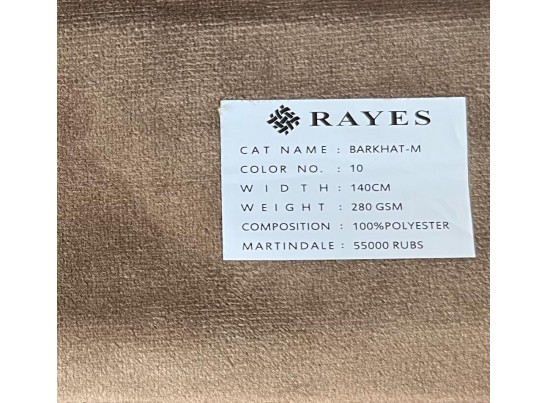 RAYES
CAT NAME : BARKHAT-M
COLOR NO. : 10
WIDTH : 140CM
WEIGHT : 280 GSM
COMPOSITION : 100%POLYESTER
MARTINDALE : 55000 RUBS